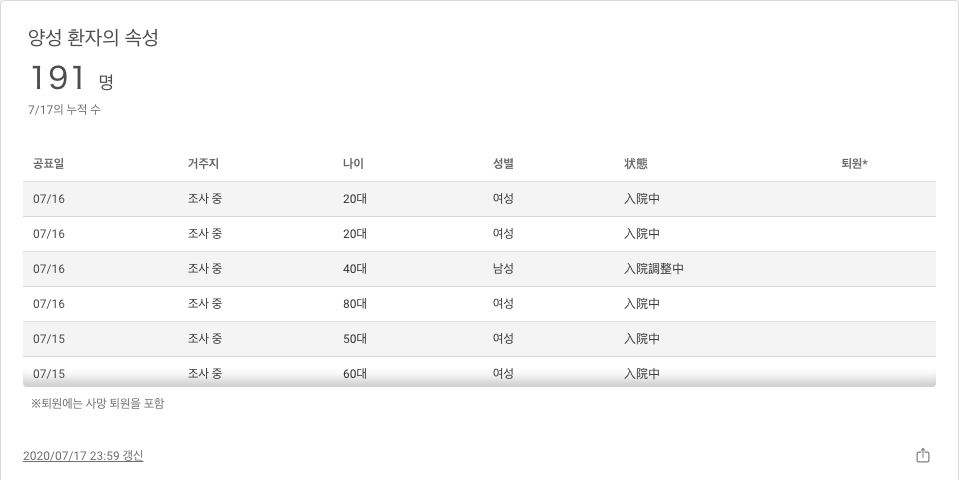 양성 환자의 속성
191 명
7/17의 누적 수
공표일 거주지 나이 성별 状態 퇴원*
07/16 조사 중 20대 여성 入院中
07/16 조사 중 20대 여성 入院中
07/16 조사 중 40대 남성 入院調整中
07/16 조사 중 80대 여성 入院中
07/15 조사 중 50대 여성 入院中
07/15 조사 중 60대 여성 入院中
※퇴원에는 사망 퇴원을 포함
2020/07/17 23:59 갱신